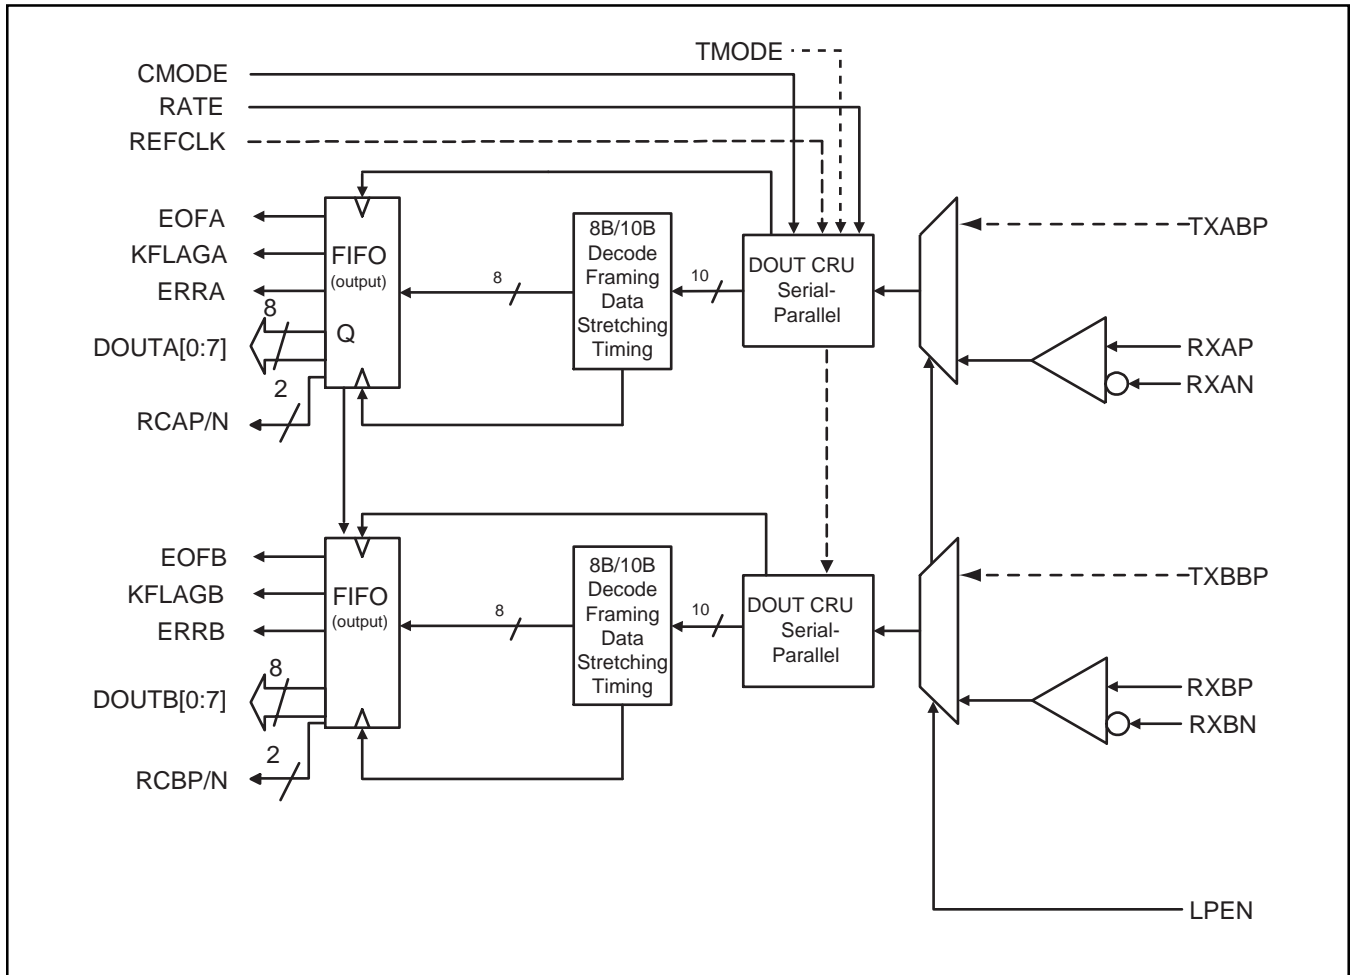 TMODE
CMODE
RATE
REFCLK
EOFA
KFLAGA
ERRA
8
DOUTA[0:7]
2
RCAP/N
FIFO
(output)
Q
8
8B/10B
Decode
Framing
Data
Stretching
Timing
10
DOUT CRU
Serial-
Parallel
TXABP
RXAP
RXAN
EOFB
KFLAGB
ERRB
8
DOUTB[0:7]
2
RCBP/N
FIFO
(output)
8
8B/10B
Decode
Framing
Data
Stretching
Timing
10
DOUT CRU
Serial-
Parallel
TXBBP
RXBP
RXBN
LPEN